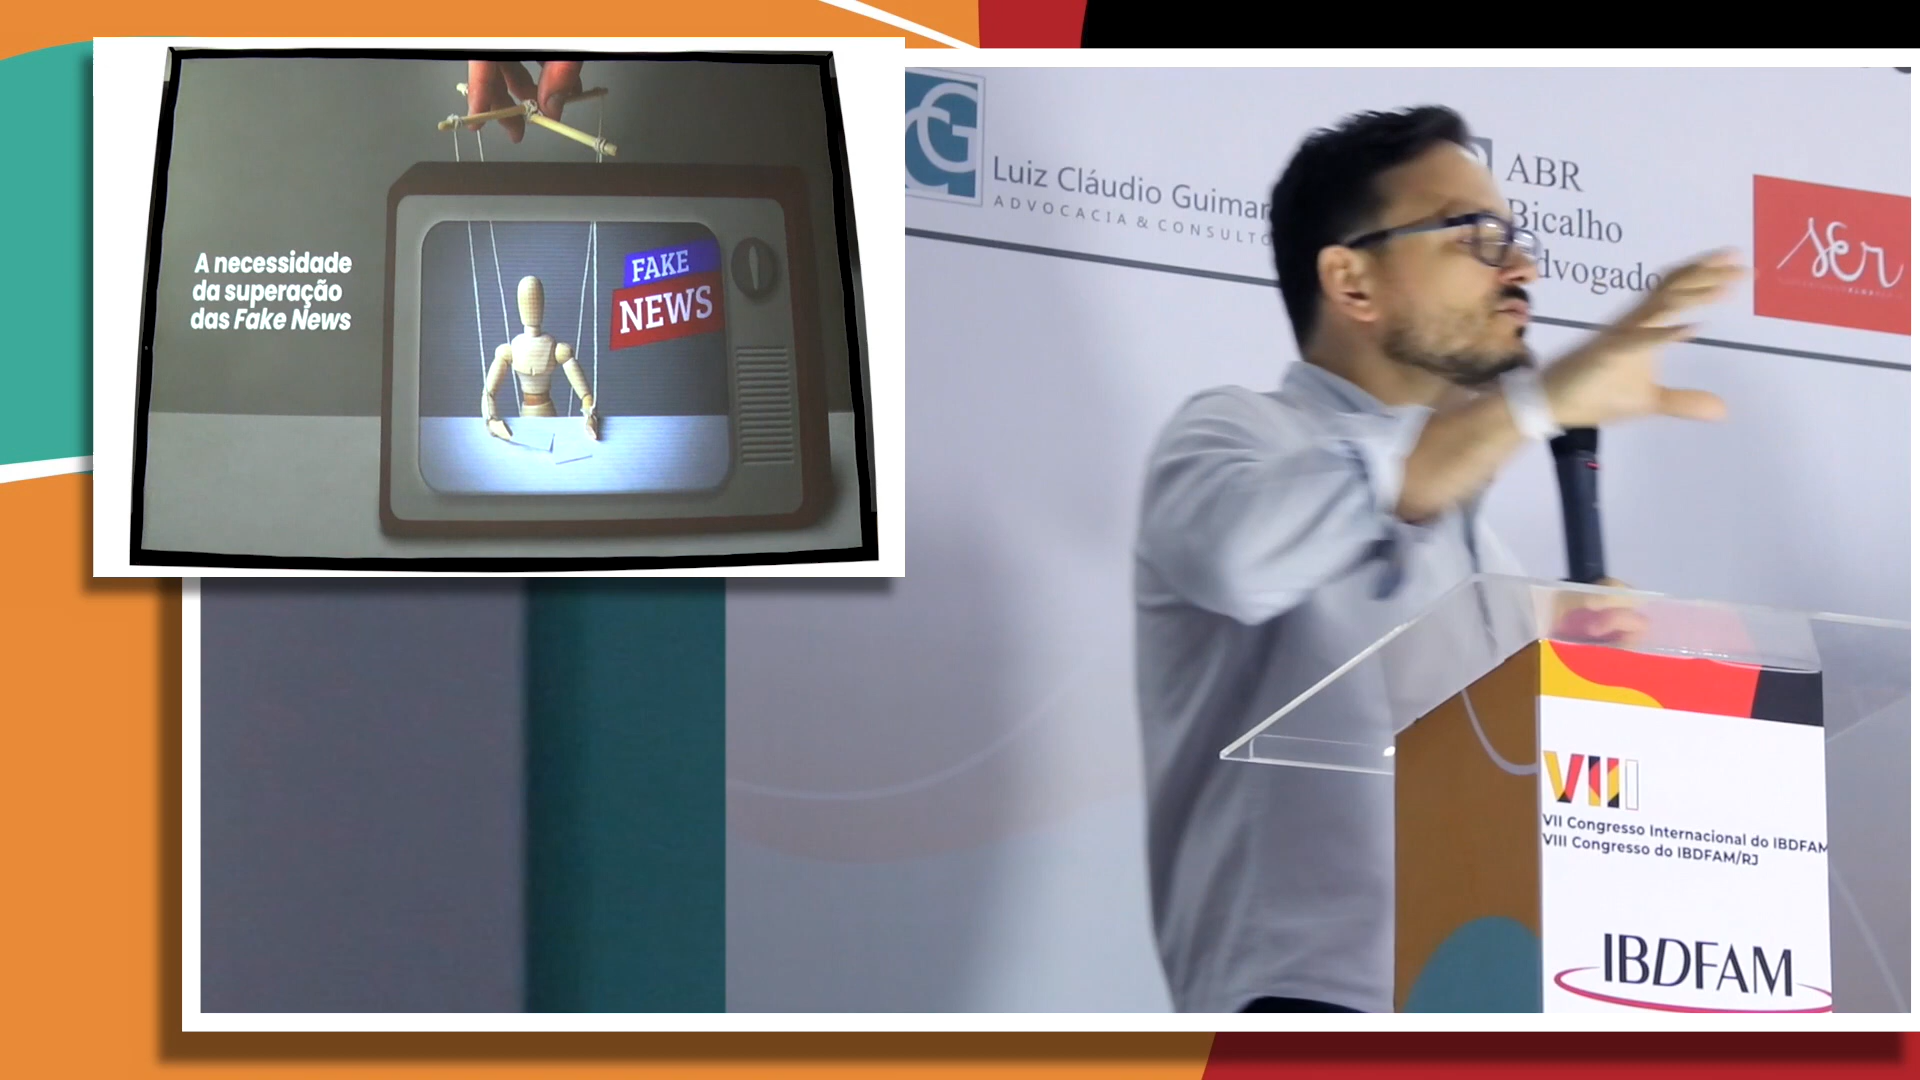 A necessidade
da superação
das Fake News
FAKE
NEWS
Luiz Cláudio Guimar
ADVOCACIA & CONSULTO
ABR
Bicalho
dvogado
ser
VIII
VII Congresso Internacional do IBDFAM
VIII Congresso do IBDFAM/RJ
IBDFAM